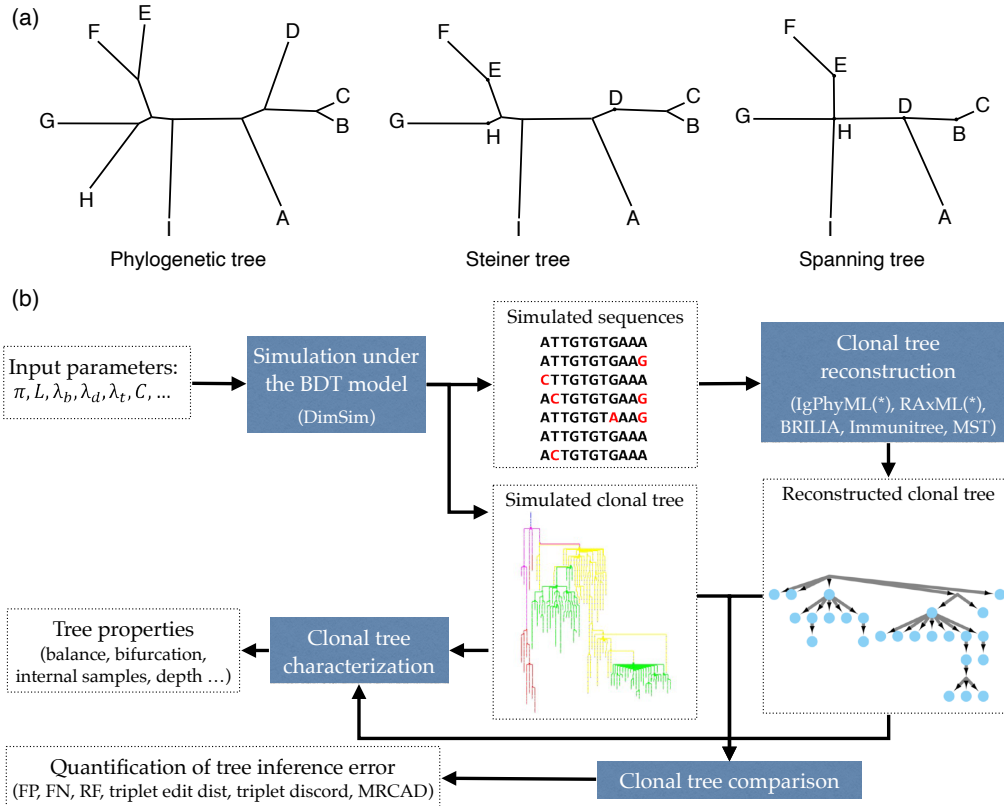 (a)
E
F
D
C
B
G
H
I
A
Phylogenetic tree
F
E
D
C
B
G
H
I
A
Steiner tree
F
E
D
C
B
G
H
I
A
Spanning tree
(b)
Input parameters:
π, L, λ_b, λ_d, λ_t, C, ...
Simulation under
the BDT model
(DimSim)
Simulated sequences
ATTGTGTGAAA
ATTGTGTGAAG
CTTGTGTGAAA
ACTGTGTGAAG
ATTGTGTAAAG
ATTGTGTGAAA
ACTGTGTGAAA
Clonal tree
reconstruction
(IgPhyML(*), RAxML(*),
BRILIA, Immunitree, MST)
Simulated clonal tree
Reconstructed clonal tree
Tree properties
(balance, bifurcation,
internal samples, depth ...)
Clonal tree
characterization
Quantification of tree inference error
(FP, FN, RF, triplet edit dist, triplet discord, MRCAD)
Clonal tree comparison